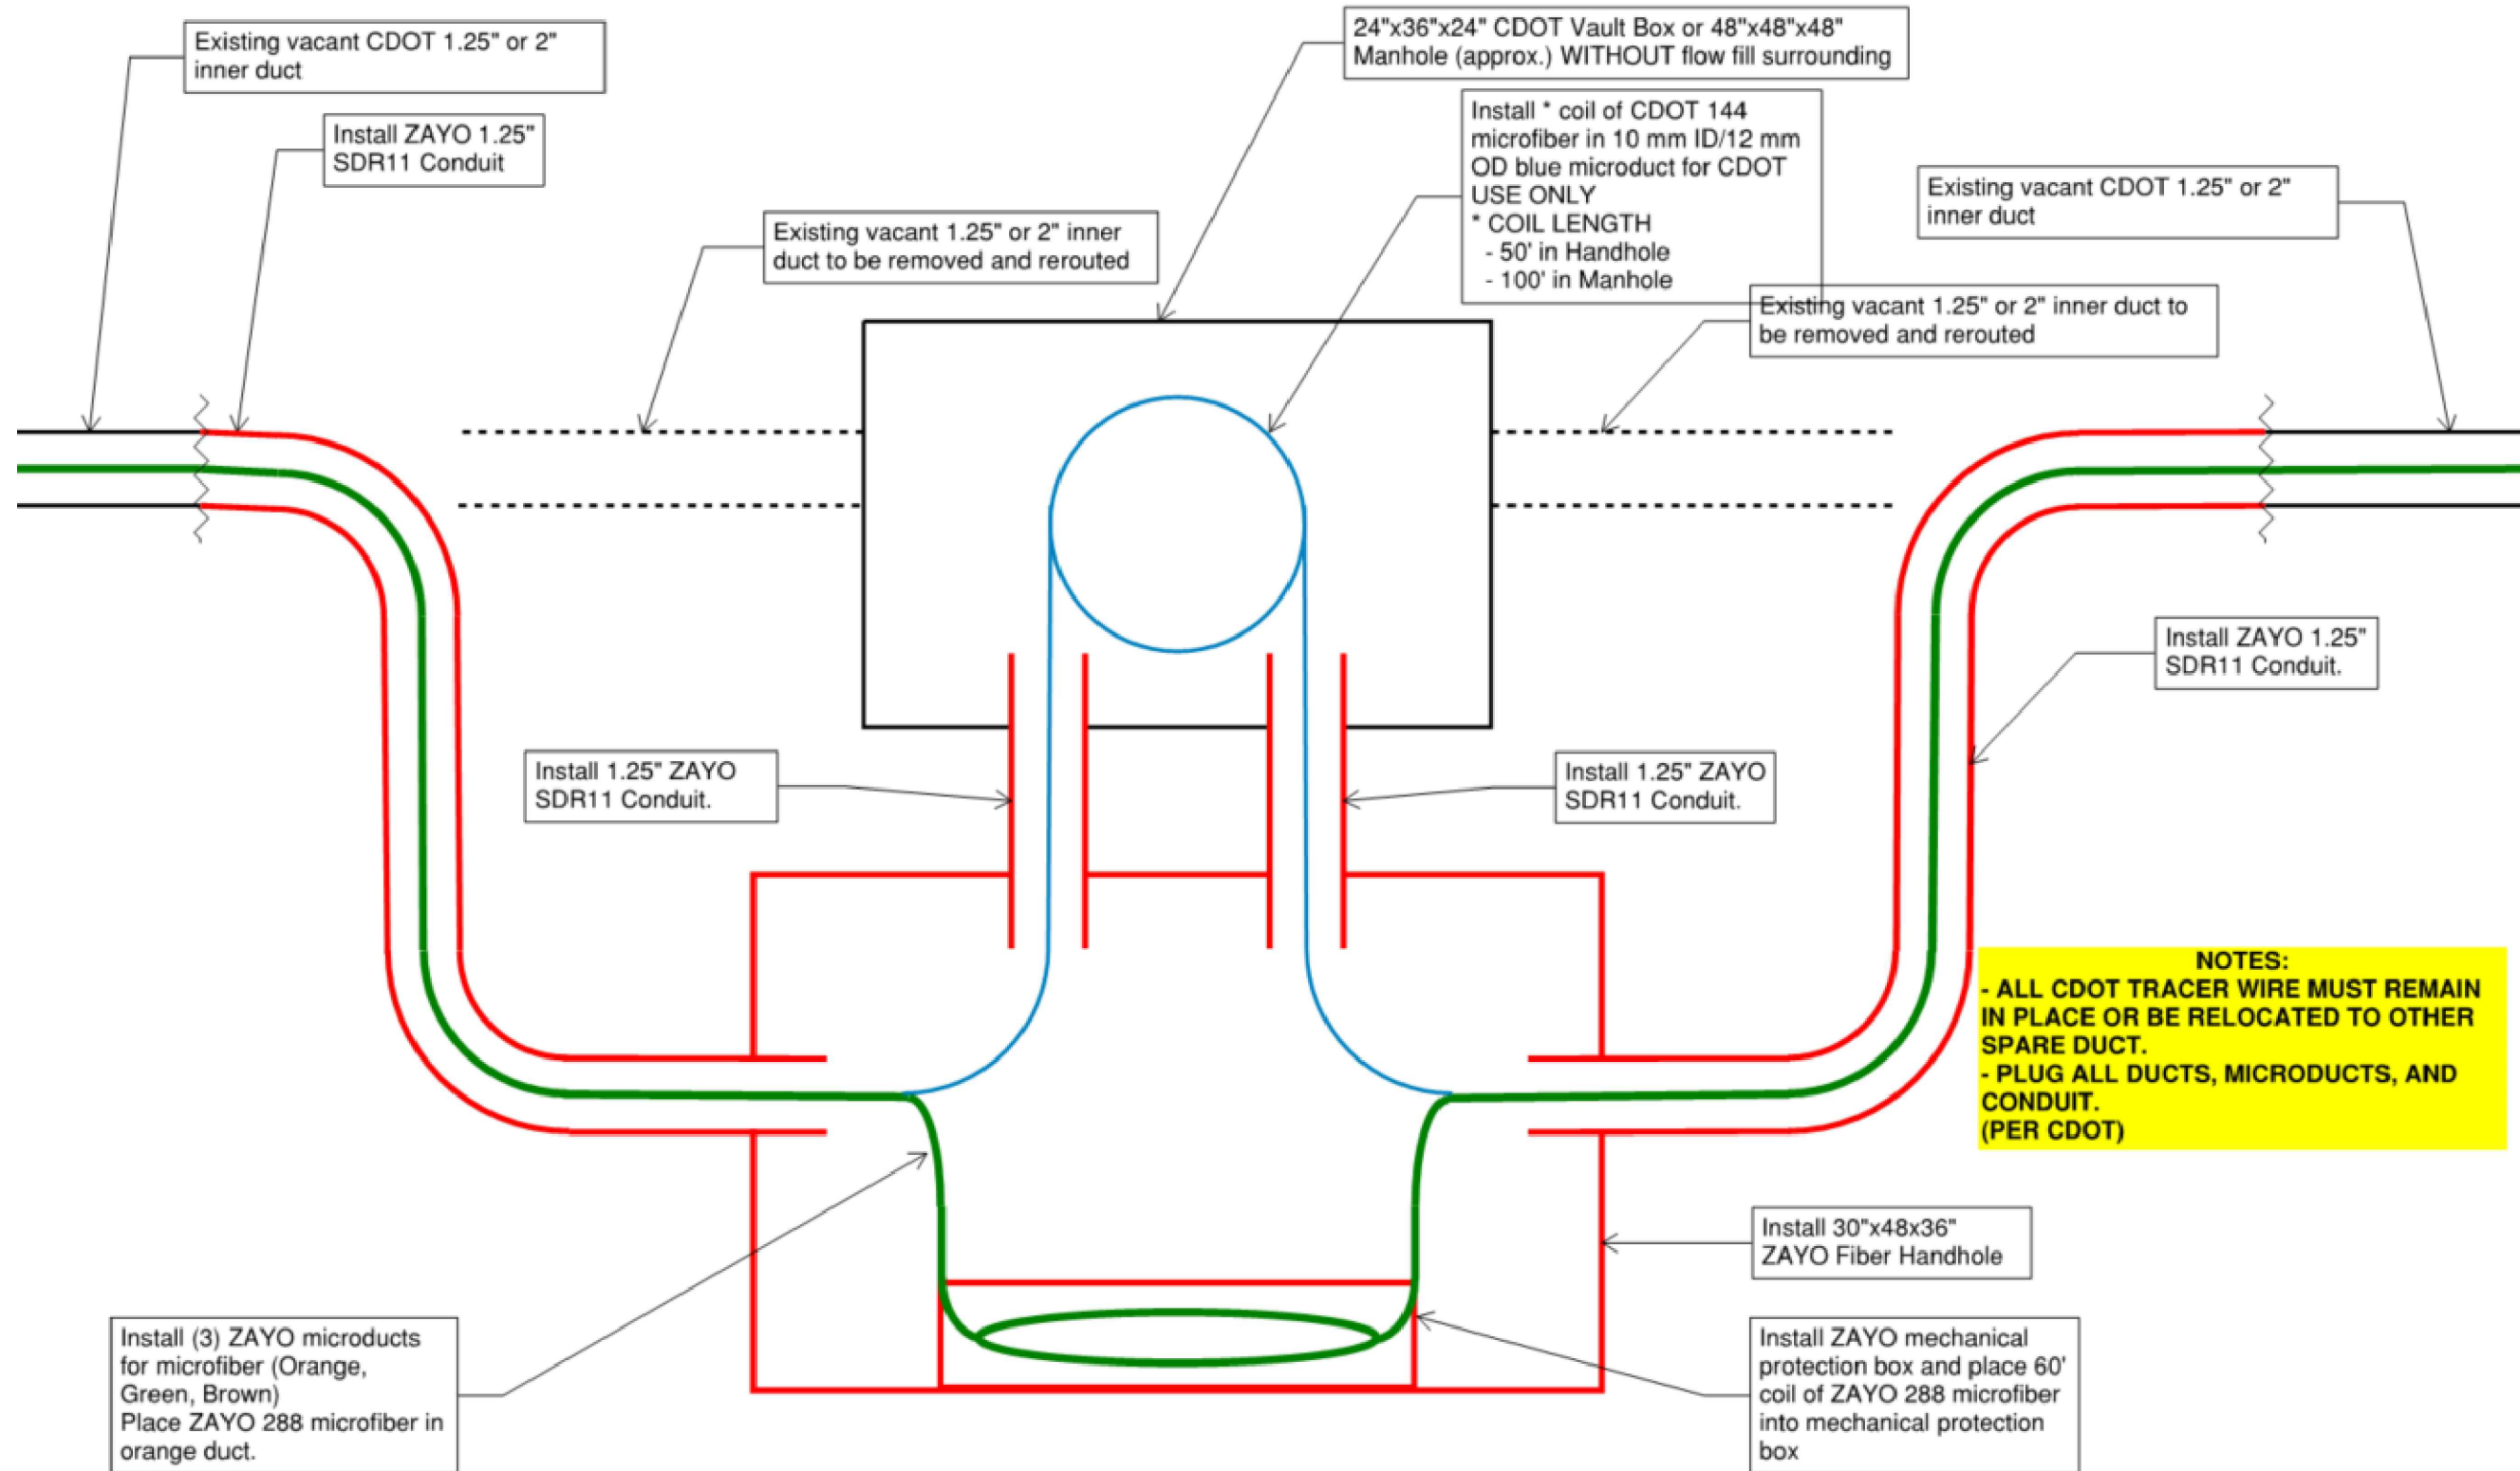 Existing vacant CDOT 1.25" or 2"
inner duct
24"x36"x24" CDOT Vault Box or 48"x48"x48"
Manhole (approx.) WITHOUT flow fill surrounding
Install ZAYO 1.25"
SDR11 Conduit
Install * coil of CDOT 144
microfiber in 10 mm ID/12 mm
OD blue microduct for CDOT
USE ONLY
* COIL LENGTH
- 50' in Handhole
- 100' in Manhole
Existing vacant CDOT 1.25" or 2"
inner duct
Existing vacant 1.25" or 2" inner
duct to be removed and rerouted
Existing vacant 1.25" or 2" inner duct to
be removed and rerouted
Install ZAYO 1.25"
SDR11 Conduit.
Install 1.25" ZAYO
SDR11 Conduit.
Install 1.25" ZAYO
SDR11 Conduit.
NOTES:
- ALL CDOT TRACER WIRE MUST REMAIN
IN PLACE OR BE RELOCATED TO OTHER
SPARE DUCT.
- PLUG ALL DUCTS, MICRODUCTS, AND
CONDUIT.
(PER CDOT)
Install 30"x48x36"
ZAYO Fiber Handhole
Install (3) ZAYO microducts
for microfiber (Orange,
Green, Brown)
Place ZAYO 288 microfiber in
orange duct.
Install ZAYO mechanical
protection box and place 60'
coil of ZAYO 288 microfiber
into mechanical protection
box